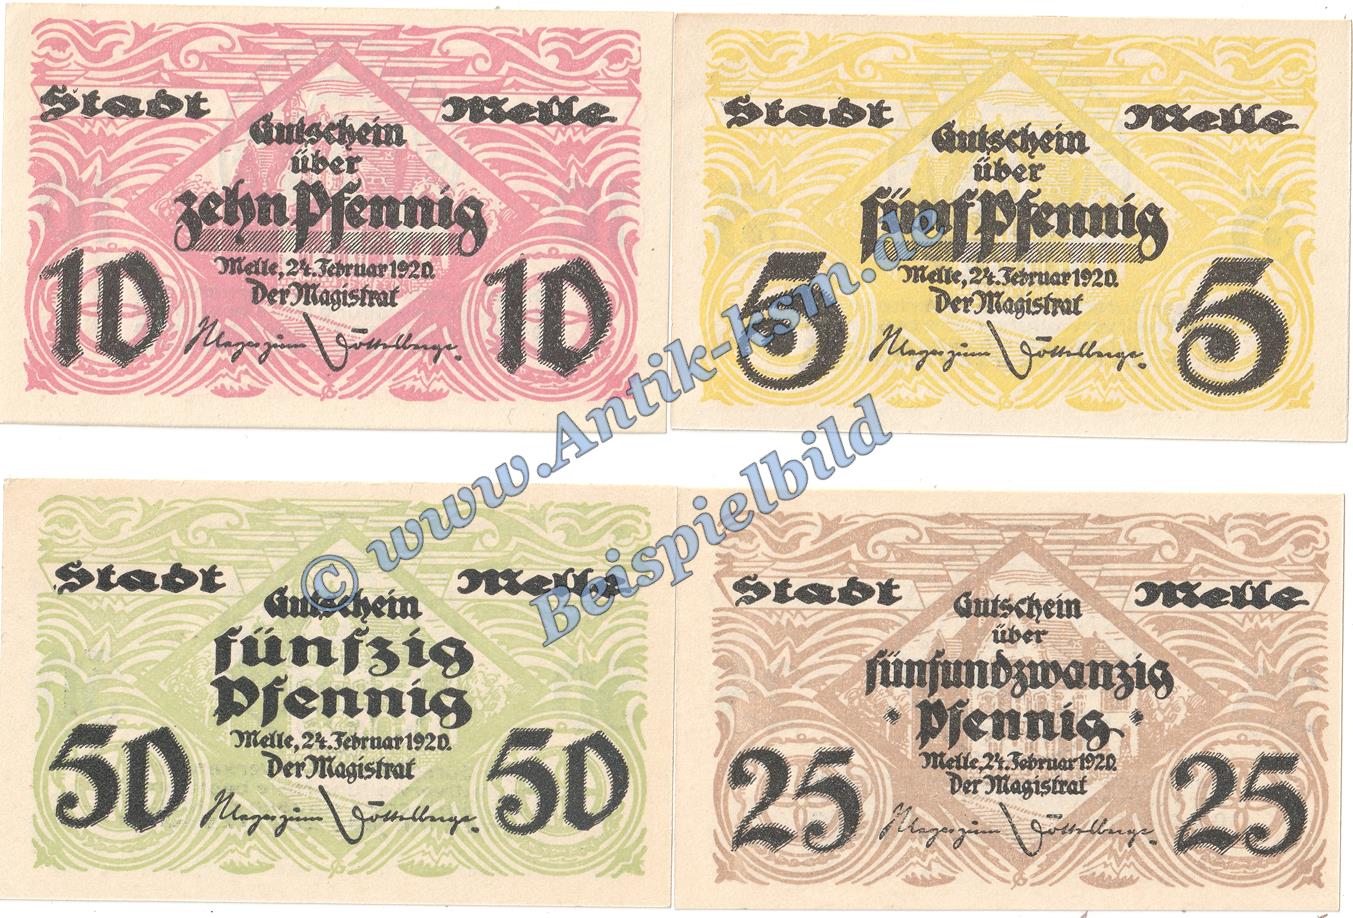 Stadt Melle
Gutschein
über
zehn Pfennig
Melle, 24. Februar 1920.
Der Magistrat
10 10
Stadt Melle
Gutschein
über
fünf Pfennig
Melle, 24. Februar 1920.
Der Magistrat
5 5
Stadt Melle
Gutschein
fünfzig
Pfennig
Melle, 24. Februar 1920.
Der Magistrat
50 50
Stadt Melle
Gutschein
über
fünfundzwanzig
Pfennig
Melle, 24. Februar 1920.
Der Magistrat
25 25
© www.Antik-ksm.de
Beispielbild